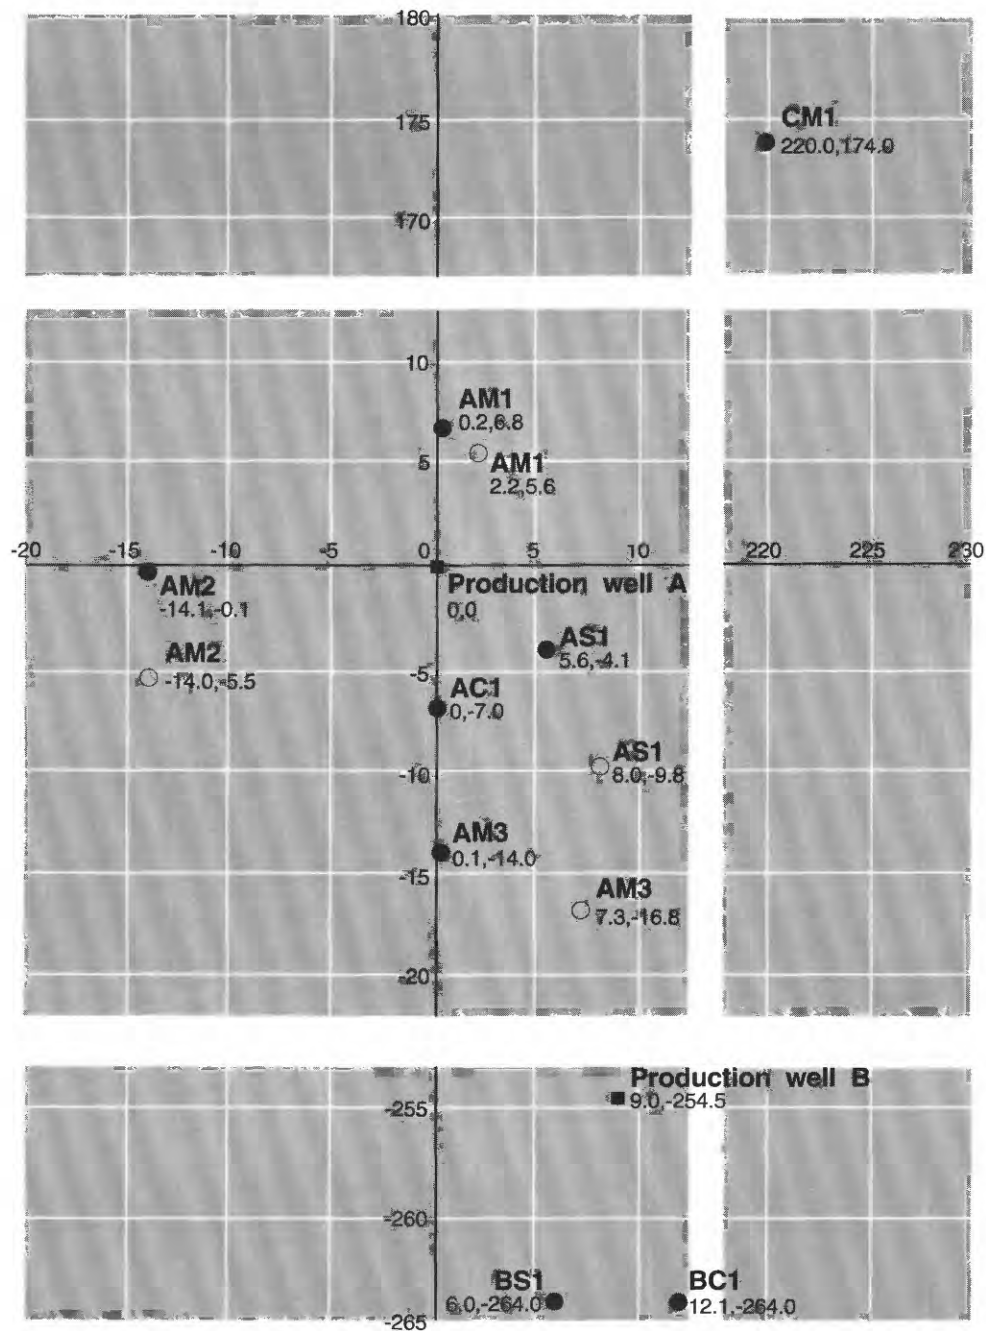 180
175
CM1
220.0,174.0
170
10
AM1
0.2,6.8
5
AM1
2.2,5.6
-20 -15 -10 -5 0 5 10 220 225 230
Production well A
0,0
AM2
-14.1,-0.1
AS1
5.6,-4.1
AM2
-14.0,-5.5
-5
AC1
0,-7.0
AS1
8.0,-9.8
-10
AM3
0.1,-14.0
-15
AM3
7.3,-16.8
-20
Production well B
9.0,-254.5
-255
-260
BS1
6.0,-264.0
BC1
12.1,-264.0
-265